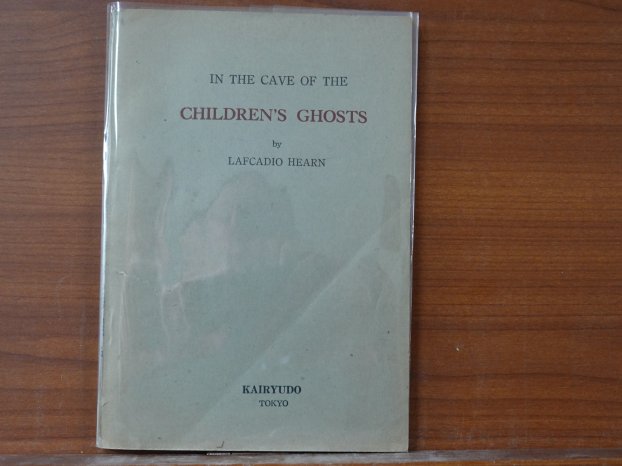 IN THE CAVE OF THE
CHILDREN'S GHOSTS
by
LAFCADIO HEARN
KAIRYUDO
TOKYO